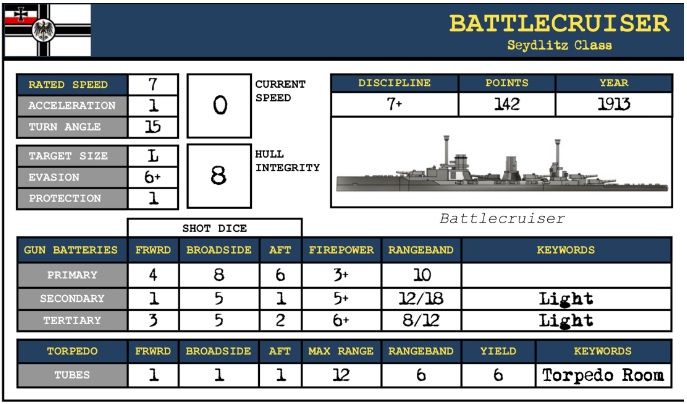 BATTLECRUISER
Seydlitz Class
RATED SPEED 7
ACCELERATION 1
TURN ANGLE 15
0 CURRENT SPEED
TARGET SIZE L
EVASION 6+
PROTECTION 1
8 HULL INTEGRITY
DISCIPLINE POINTS YEAR
7+ 142 1913
Battlecruiser
SHOT DICE
GUN BATTERIES FRWRD BROADSIDE AFT FIREPOWER RANGEBAND KEYWORDS
PRIMARY 4 8 6 3+ 10
SECONDARY 1 5 1 5+ 12/18 Light
TERTIARY 3 5 2 6+ 8/12 Light
TORPEDO FRWRD BROADSIDE AFT MAX RANGE RANGEBAND YIELD KEYWORDS
TUBES 1 1 1 12 6 6 Torpedo Room